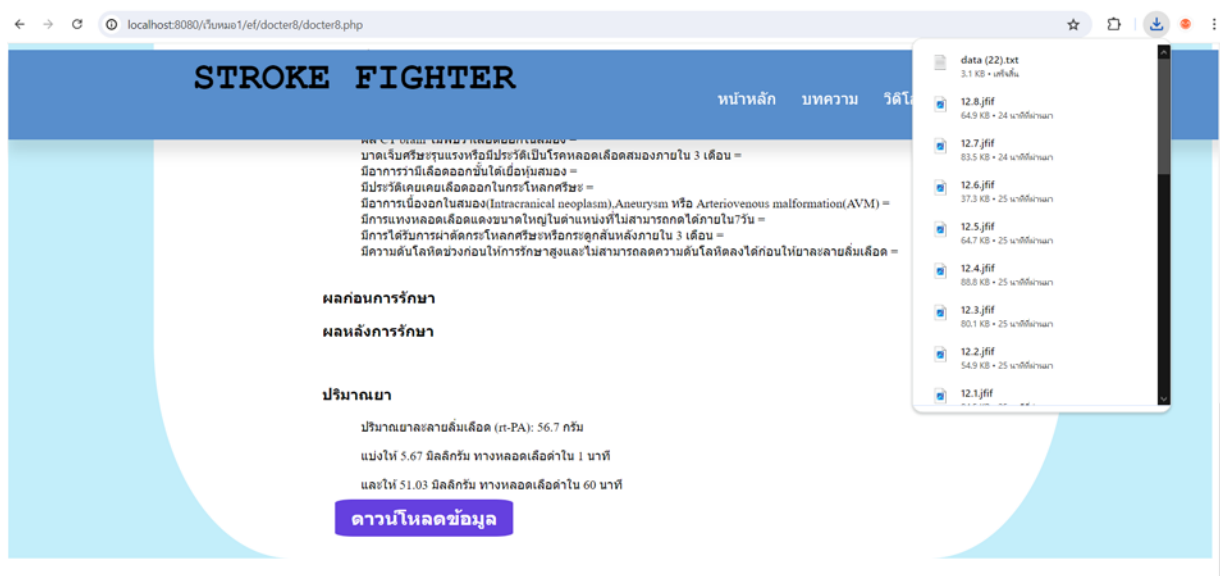 localhost:8080/เว็บหมอ1/ef/docter8/docter8.php
STROKE FIGHTER
หน้าหลัก บทความ วิดีโ
ผล CT brain ไม่พบว่าเลือดออกในสมอง =
บาดเจ็บศรีษะรุนแรงหรือมีประวัติเป็นโรคหลอดเลือดสมองภายใน 3 เดือน =
มีอาการว่ามีเลือดออกชั้นใต้เยื่อหุ้มสมอง =
มีประวัติเคยเคยเลือดออกในกระโหลกศรีษะ =
มีอาการเนื้องอกในสมอง(Intracranical neoplasm),Aneurysm หรือ Arteriovenous malformation(AVM) =
มีการแทงหลอดเลือดแดงขนาดใหญ่ในตำแหน่งที่ไม่สามารถกดได้ภายใน7วัน =
มีการได้รับการผ่าตัดกระโหลกศรีษะหรือกระดูกสันหลังภายใน 3 เดือน =
มีความดันโลหิตช่วงก่อนให้การรักษาสูงและไม่สามารถลดความดันโลหิตลงได้ก่อนให้ยาละลายลิ่มเลือด =
ผลก่อนการรักษา
ผลหลังการรักษา
ปริมาณยา
ปริมาณยาละลายลิ่มเลือด (rt-PA): 56.7 กรัม
แบ่งให้ 5.67 มิลลิกรัม ทางหลอดเลือดดำใน 1 นาที
และให้ 51.03 มิลลิกรัม ทางหลอดเลือดดำใน 60 นาที
ดาวน์โหลดข้อมูล
data (22).txt
3.1 KB • เสร็จสิ้น
12.8.jfif
64.9 KB • 24 นาทีที่ผ่านมา
12.7.jfif
83.5 KB • 24 นาทีที่ผ่านมา
12.6.jfif
37.3 KB • 25 นาทีที่ผ่านมา
12.5.jfif
64.7 KB • 25 นาทีที่ผ่านมา
12.4.jfif
88.8 KB • 25 นาทีที่ผ่านมา
12.3.jfif
80.1 KB • 25 นาทีที่ผ่านมา
12.2.jfif
54.9 KB • 25 นาทีที่ผ่านมา
12.1.jfif